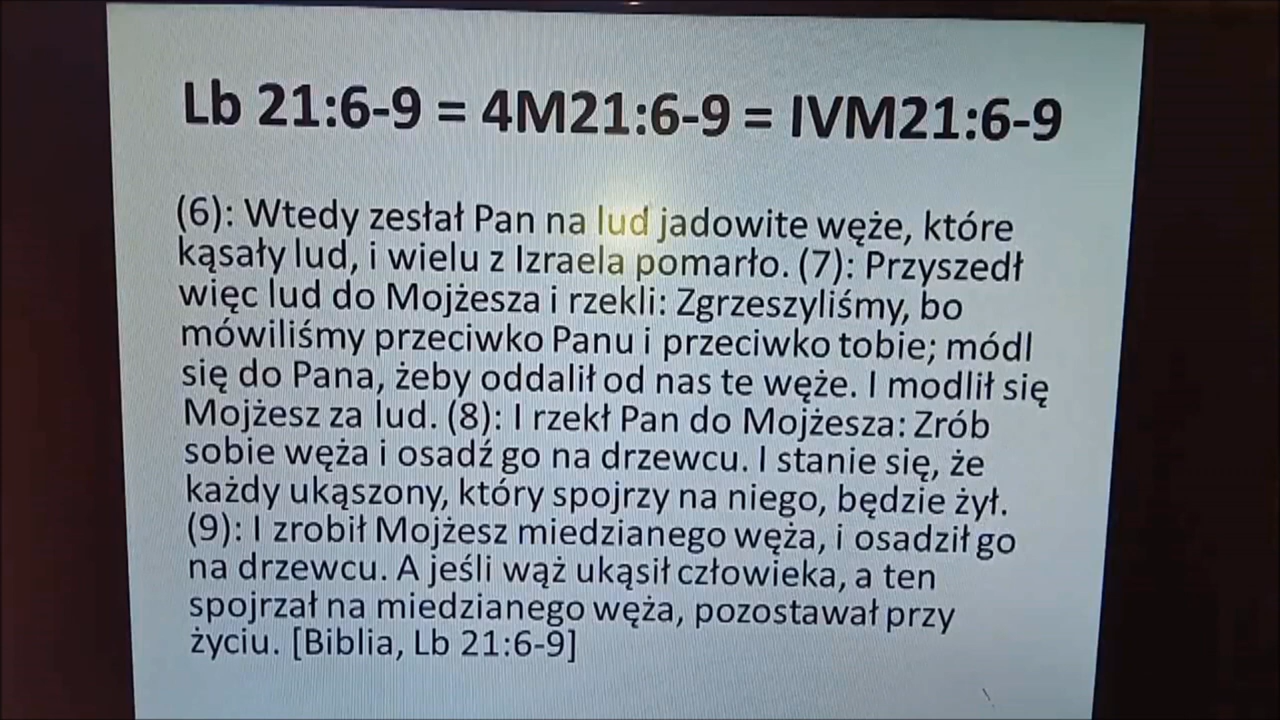 Lb 21:6-9 = 4M21:6-9 = IVM21:6-9
(6): Wtedy zesłał Pan na lud jadowite węże, które
kąsały lud, i wielu z Izraela pomarło. (7): Przyszedł
więc lud do Mojżesza i rzekli: Zgrzeszyliśmy, bo
mówiliśmy przeciwko Panu i przeciwko tobie; módl
się do Pana, żeby oddalił od nas te węże. I modlił się
Mojżesz za lud. (8): I rzekł Pan do Mojżesza: Zrób
sobie węża i osadź go na drzewcu. I stanie się, że
każdy ukąszony, który spojrzy na niego, będzie żył.
(9): I zrobił Mojżesz miedzianego węża, i osadził go
na drzewcu. A jeśli wąż ukąsił człowieka, a ten
spojrzał na miedzianego węża, pozostawał przy
życiu. [Biblia, Lb 21:6-9]